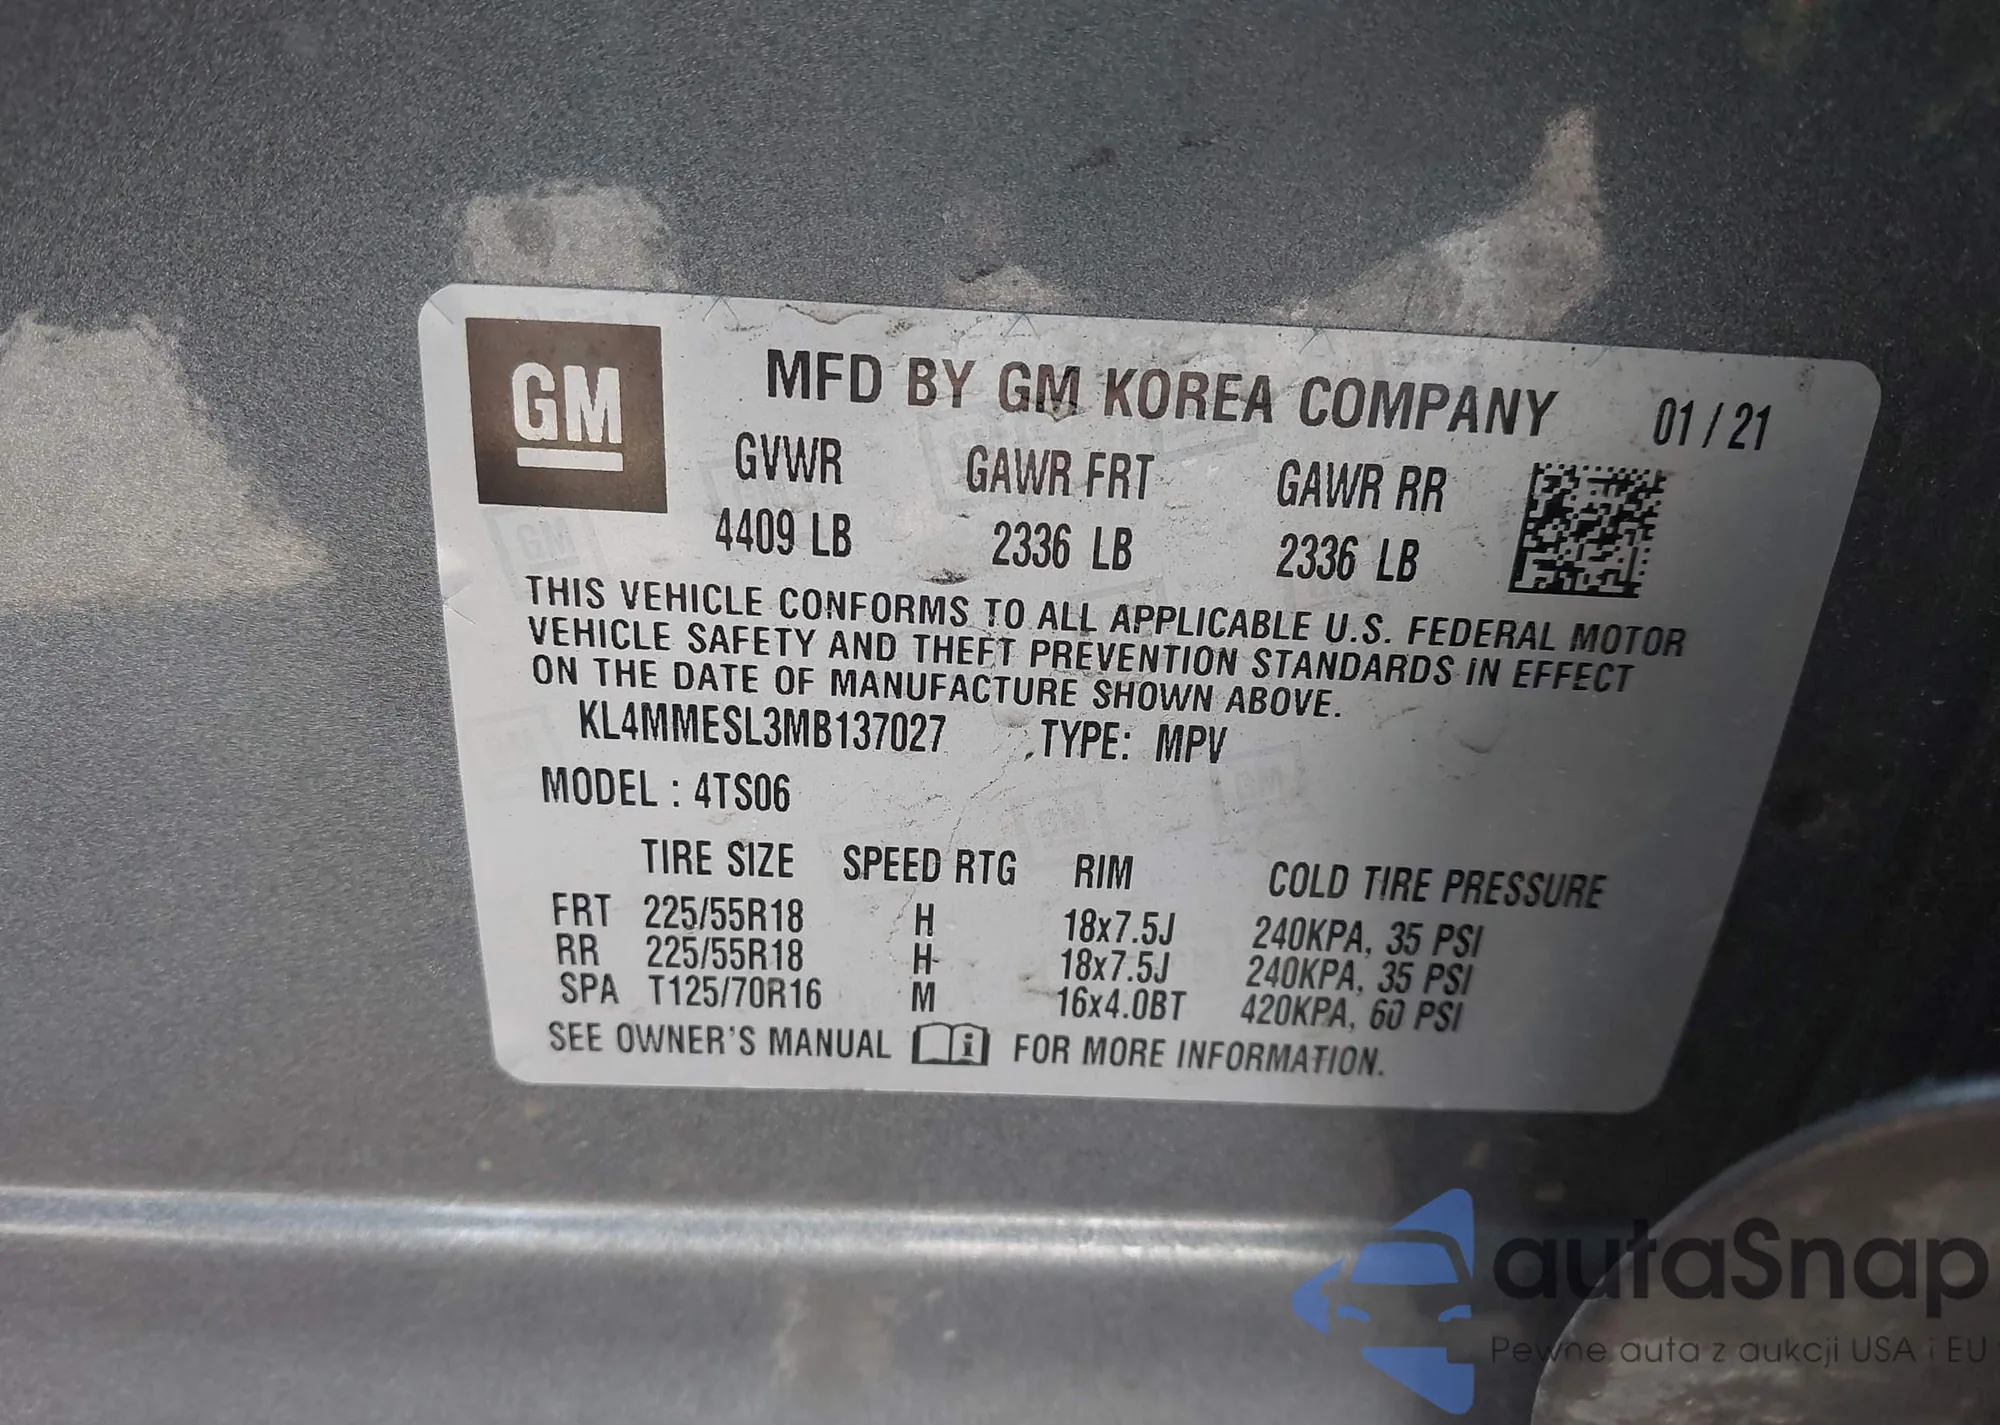 GM
MFD BY GM KOREA COMPANY 01/21
GVWR GAWR FRT GAWR RR
4409 LB 2336 LB 2336 LB
THIS VEHICLE CONFORMS TO ALL APPLICABLE U.S. FEDERAL MOTOR
VEHICLE SAFETY AND THEFT PREVENTION STANDARDS IN EFFECT
ON THE DATE OF MANUFACTURE SHOWN ABOVE.
KL4MMESL3MB137027 TYPE: MPV
MODEL : 4TS06
TIRE SIZE SPEED RTG RIM COLD TIRE PRESSURE
FRT 225/55R18 H 18x7.5J 240KPA, 35 PSI
RR 225/55R18 H 18x7.5J 240KPA, 35 PSI
SPA T125/70R16 M 16x4.0BT 420KPA, 60 PSI
SEE OWNER'S MANUAL i FOR MORE INFORMATION.
autaSnap
Pewne auta z aukcji USA i EU